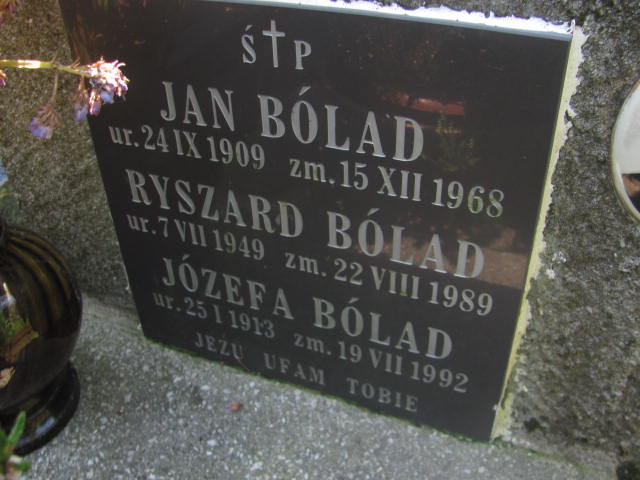 Ś†P
JAN BÓLAD
ur. 24 IX 1909 zm. 15 XII 1968
RYSZARD BÓLAD
ur. 7 VII 1949 zm. 22 VIII 1989
JÓZEFA BÓLAD
ur. 25 I 1913 zm. 19 VII 1992
JEZU UFAM TOBIE